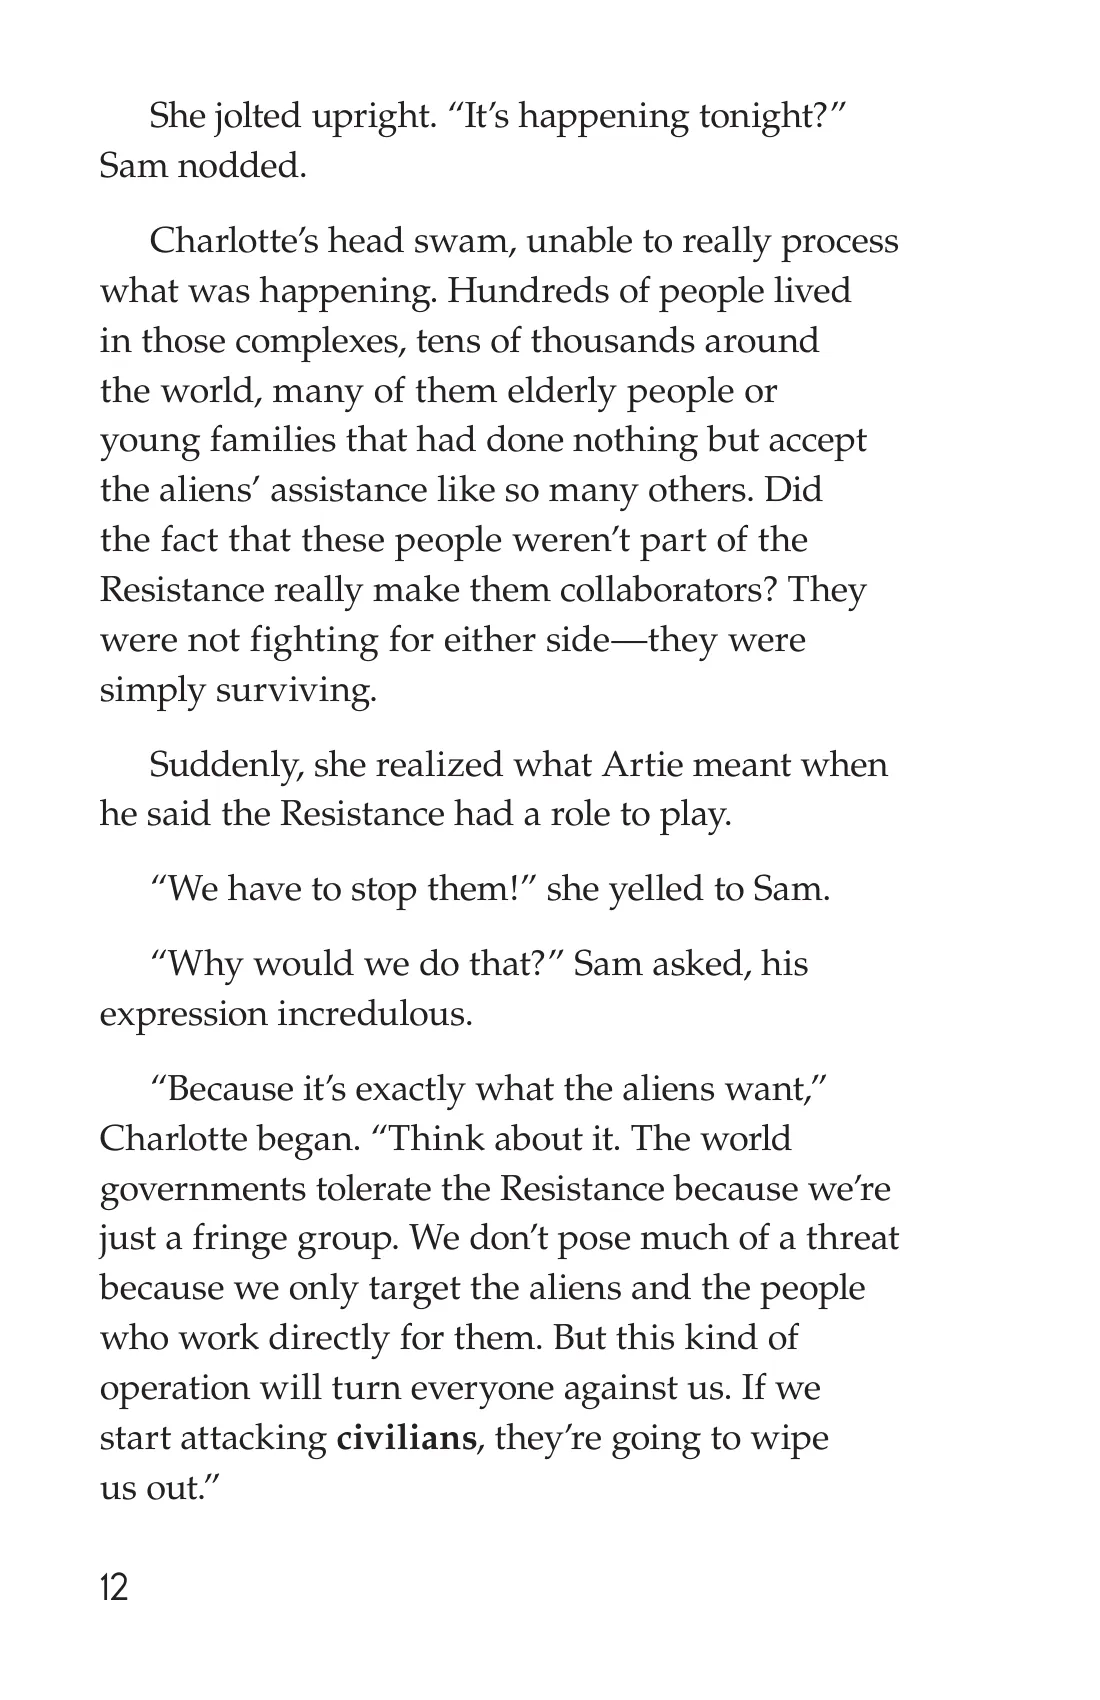 She jolted upright. “It’s happening tonight?”
Sam nodded.
Charlotte’s head swam, unable to really process
what was happening. Hundreds of people lived
in those complexes, tens of thousands around
the world, many of them elderly people or
young families that had done nothing but accept
the aliens’ assistance like so many others. Did
the fact that these people weren’t part of the
Resistance really make them collaborators? They
were not fighting for either side—they were
simply surviving.
Suddenly, she realized what Artie meant when
he said the Resistance had a role to play.
“We have to stop them!” she yelled to Sam.
“Why would we do that?” Sam asked, his
expression incredulous.
“Because it’s exactly what the aliens want,”
Charlotte began. “Think about it. The world
governments tolerate the Resistance because we’re
just a fringe group. We don’t pose much of a threat
because we only target the aliens and the people
who work directly for them. But this kind of
operation will turn everyone against us. If we
start attacking civilians, they’re going to wipe
us out.”
12